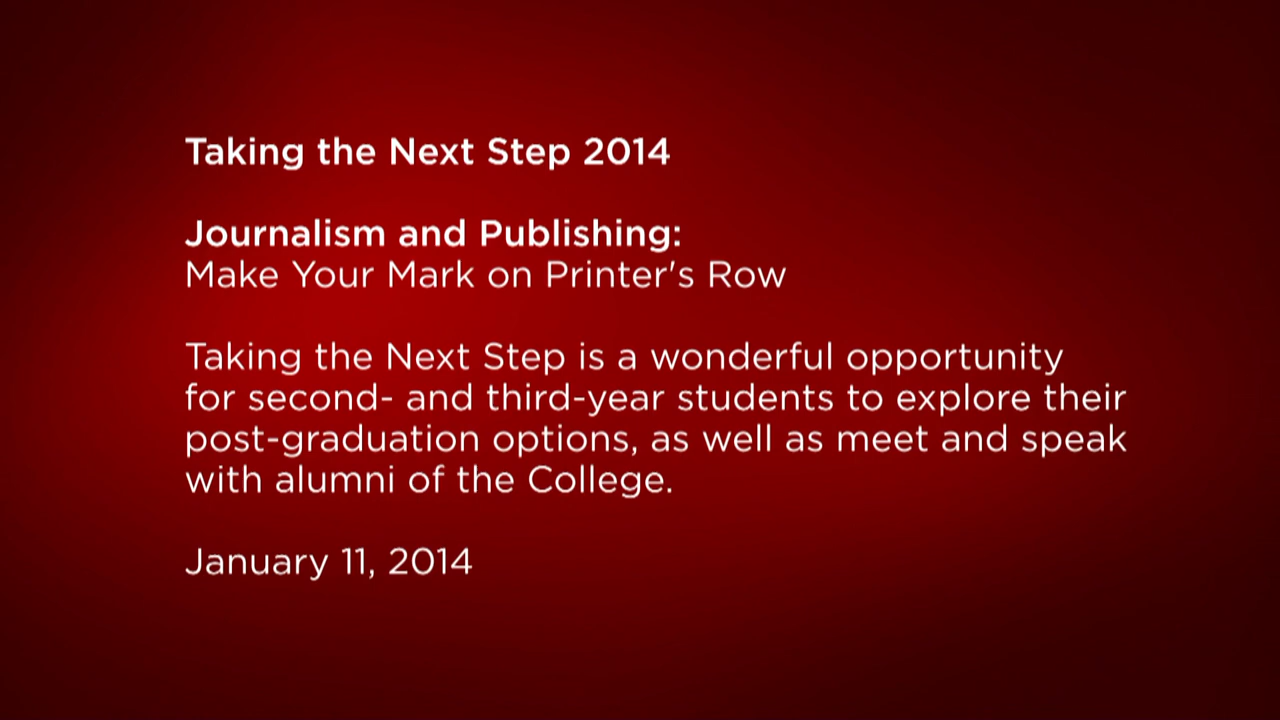 Taking the Next Step 2014
Journalism and Publishing:
Make Your Mark on Printer's Row
Taking the Next Step is a wonderful opportunity
for second- and third-year students to explore their
post-graduation options, as well as meet and speak
with alumni of the College.
January 11, 2014